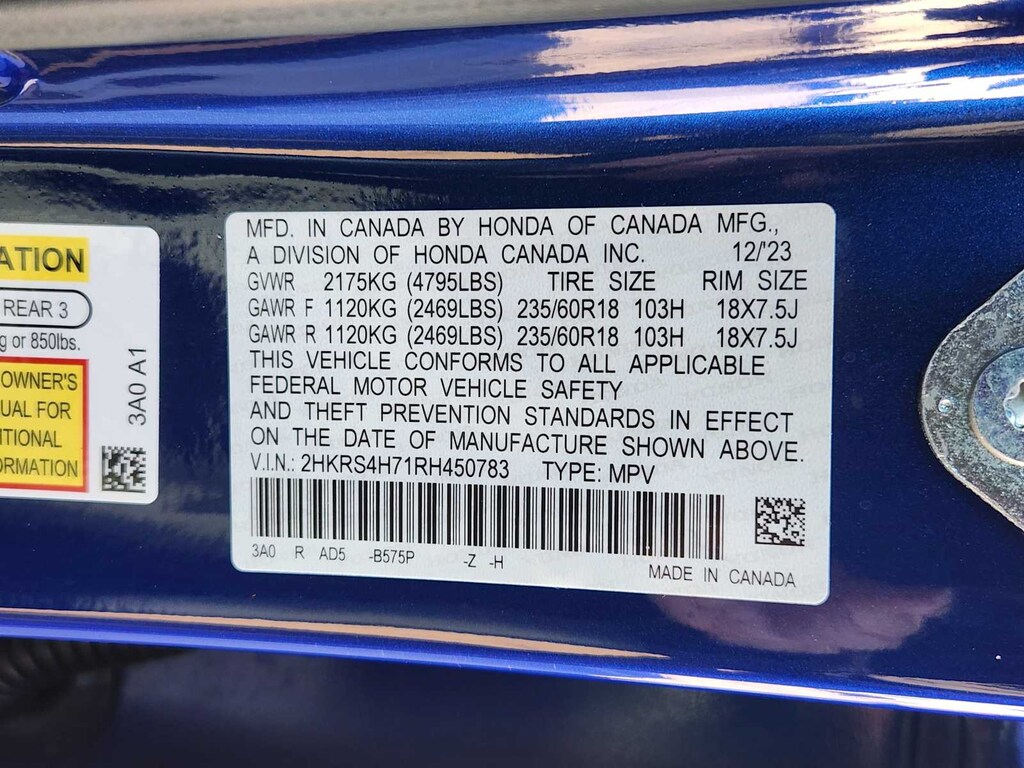 ATION
REAR 3
g or 850lbs.
OWNER'S
UAL FOR
ITIONAL
ORMATION
3A0 A1
MFD. IN CANADA BY HONDA OF CANADA MFG.,
A DIVISION OF HONDA CANADA INC. 12/'23
GVWR 2175KG (4795LBS) TIRE SIZE RIM SIZE
GAWR F 1120KG (2469LBS) 235/60R18 103H 18X7.5J
GAWR R 1120KG (2469LBS) 235/60R18 103H 18X7.5J
THIS VEHICLE CONFORMS TO ALL APPLICABLE
FEDERAL MOTOR VEHICLE SAFETY
AND THEFT PREVENTION STANDARDS IN EFFECT
ON THE DATE OF MANUFACTURE SHOWN ABOVE.
V.I.N.: 2HKRS4H71RH450783 TYPE: MPV
3A0 R AD5 -B575P -Z -H
MADE IN CANADA